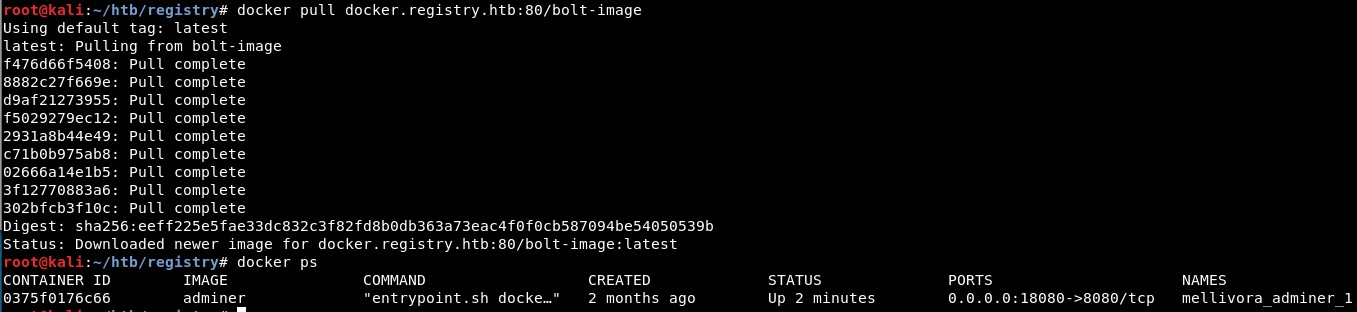 root@kali:~/htb/registry# docker pull docker.registry.htb:80/bolt-image
Using default tag: latest
latest: Pulling from bolt-image
f476d66f5408: Pull complete
8882c27f669e: Pull complete
d9af21273955: Pull complete
f5029279ec12: Pull complete
2931a8b44e49: Pull complete
c71b0b975ab8: Pull complete
02666a14e1b5: Pull complete
3f12770883a6: Pull complete
302bfcb3f10c: Pull complete
Digest: sha256:eeff225e5fae33dc832c3f82fd8b0db363a73eac4f0f0cb587094be54050539b
Status: Downloaded newer image for docker.registry.htb:80/bolt-image:latest
root@kali:~/htb/registry# docker ps
CONTAINER ID        IMAGE               COMMAND                  CREATED             STATUS              PORTS                     NAMES
0375f0176c66        adminer             "entrypoint.sh docke…"   2 months ago        Up 2 minutes        0.0.0.0:18080->8080/tcp   mellivora_adminer_1